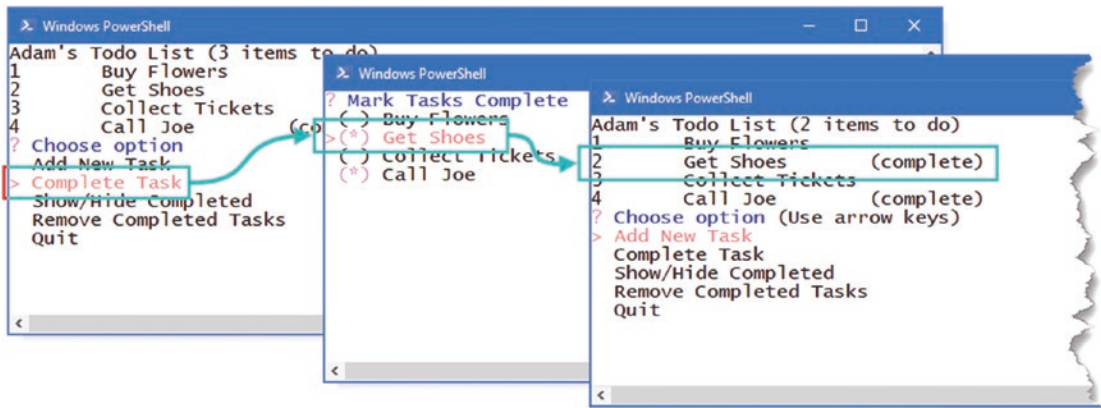 Windows PowerShell
Adam's Todo List (3 items to do)
1 Buy Flowers
2 Get Shoes
3 Collect Tickets
4 Call Joe (co
? Choose option
Add New Task
> Complete Task
Show/Hide Completed
Remove Completed Tasks
Quit
Windows PowerShell
? Mark Tasks Complete
( ) Buy Flowers
>(*) Get Shoes
( ) Collect Tickets
(*) Call Joe
Windows PowerShell
Adam's Todo List (2 items to do)
1 Buy Flowers
2 Get Shoes (complete)
3 Collect Tickets
4 Call Joe (complete)
? Choose option (Use arrow keys)
> Add New Task
Complete Task
Show/Hide Completed
Remove Completed Tasks
Quit